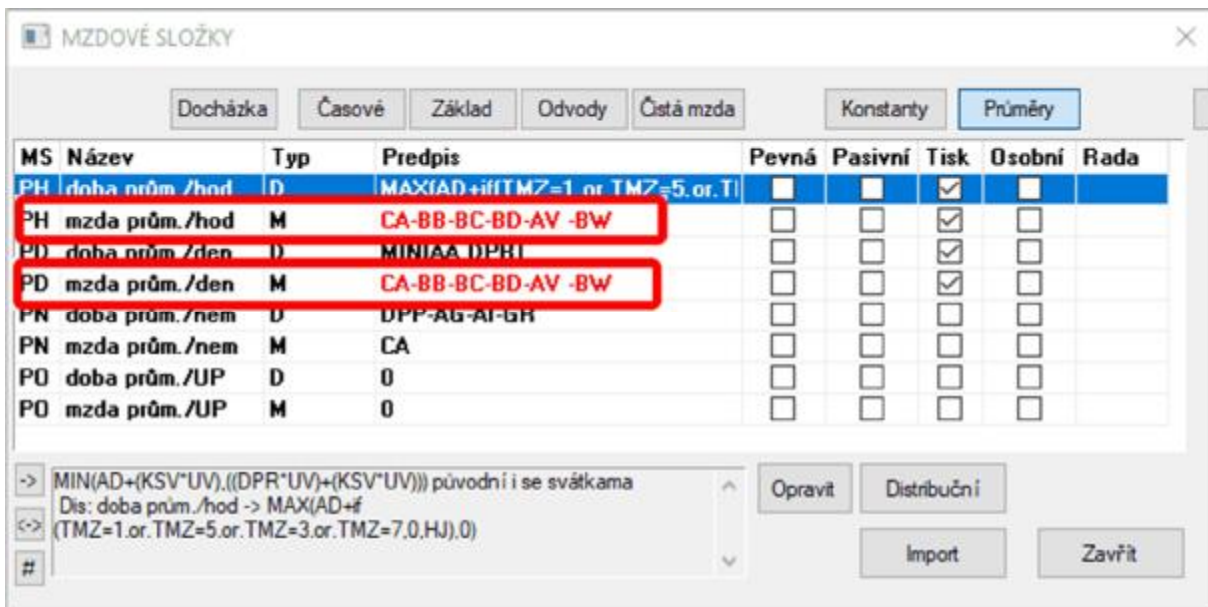 MZDOVÉ SLOŽKY
Docházka Časové Základ Odvody Čistá mzda Konstanty Průměry
MS Název Typ Predpis Pevná Pasivní Tisk Osobní Rada
PH doba prům./hod D MAX(AD+if(TMZ=1.or.TMZ=5.or.T
PH mzda prům./hod M CA-BB-BC-BD-AV -BW
PD doba prům./den D MIN(AA,DPR)
PD mzda prům./den M CA-BB-BC-BD-AV -BW
PN doba prům./nem D DPP-AG-AI-GR
PN mzda prům./nem M CA
PO doba prům./UP D 0
PO mzda prům./UP M 0
-> MIN(AD+(KSV*UV),((DPR*UV)+(KSV*UV))) původní i se svátkama Opravit Distribuční
Dis: doba prům./hod -> MAX(AD+if
<-> (TMZ=1.or.TMZ=5.or.TMZ=3.or.TMZ=7,0,HJ),0)
# Import Zavřít